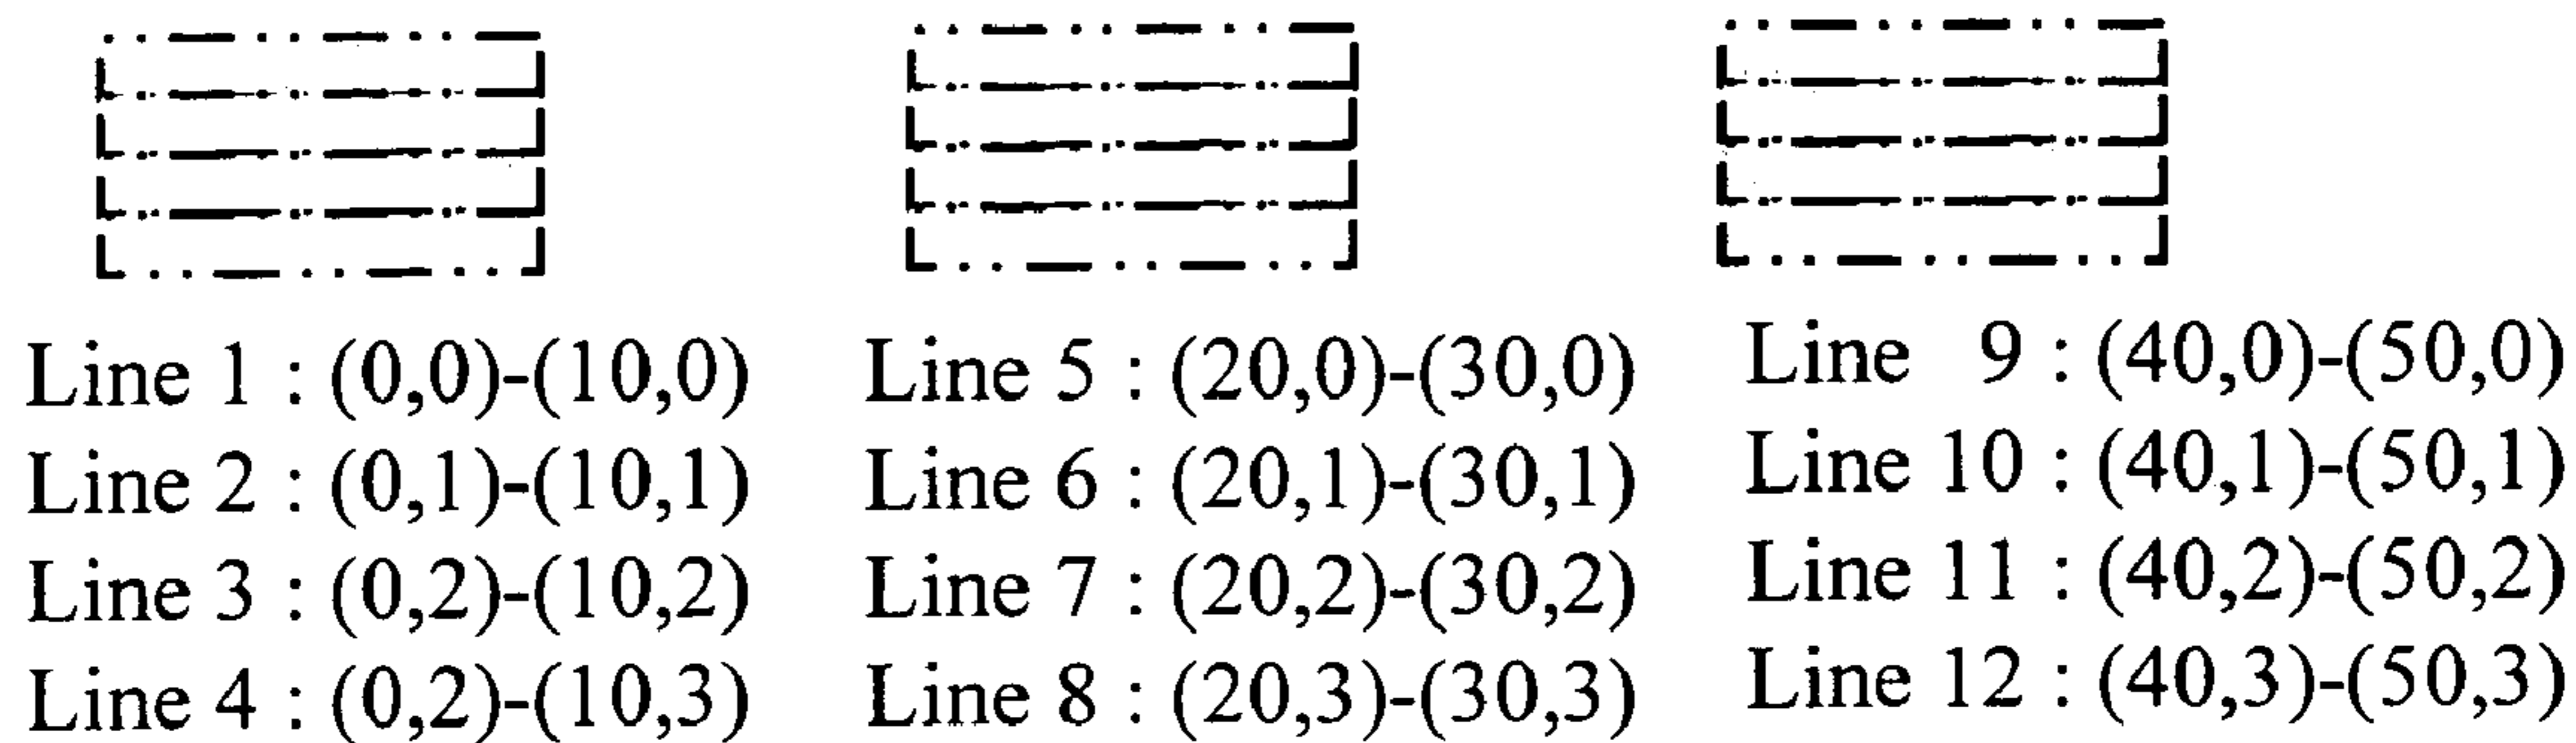 Line 1 : (0,0)-(10,0)
Line 2 : (0,1)-(10,1)
Line 3 : (0,2)-(10,2)
Line 4 : (0,2)-(10,3)
Line 5 : (20,0)-(30,0)
Line 6 : (20,1)-(30,1)
Line 7 : (20,2)-(30,2)
Line 8 : (20,3)-(30,3)
Line 9 : (40,0)-(50,0)
Line 10 : (40,1)-(50,1)
Line 11 : (40,2)-(50,2)
Line 12 : (40,3)-(50,3)